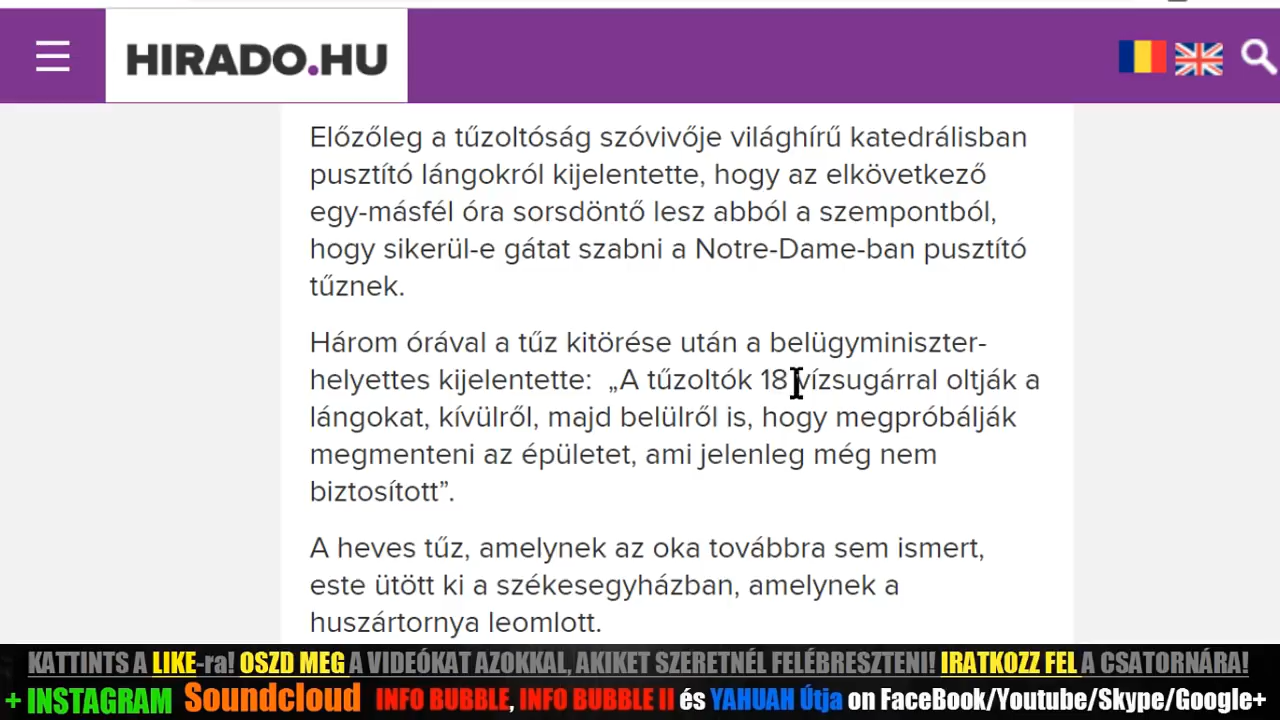 HIRADO.HU
Előzőleg a tűzoltóság szóvivője világhírű katedrálisban
pusztító lángokról kijelentette, hogy az elkövetkező
egy-másfél óra sorsdöntő lesz abból a szempontból,
hogy sikerül-e gátat szabni a Notre-Dame-ban pusztító
tűznek.
Három órával a tűz kitörése után a belügyminiszter-
helyettes kijelentette: „A tűzoltók 18 vízsugárral oltják a
lángokat, kívülről, majd belülről is, hogy megpróbálják
megmenteni az épületet, ami jelenleg még nem
biztosított”.
A heves tűz, amelynek az oka továbbra sem ismert,
este ütött ki a székesegyházban, amelynek a
huszártornya leomlott.
KATTINTS A LIKE-ra! OSZD MEG A VIDEÓKAT AZOKKAL, AKIKET SZERETNÉL FELÉBRESZTENI! IRATKOZZ FEL A CSATORNÁRA!
+ INSTAGRAM Soundcloud INFO BUBBLE, INFO BUBBLE II és YAHUAH Útja on FaceBook/Youtube/Skype/Google+